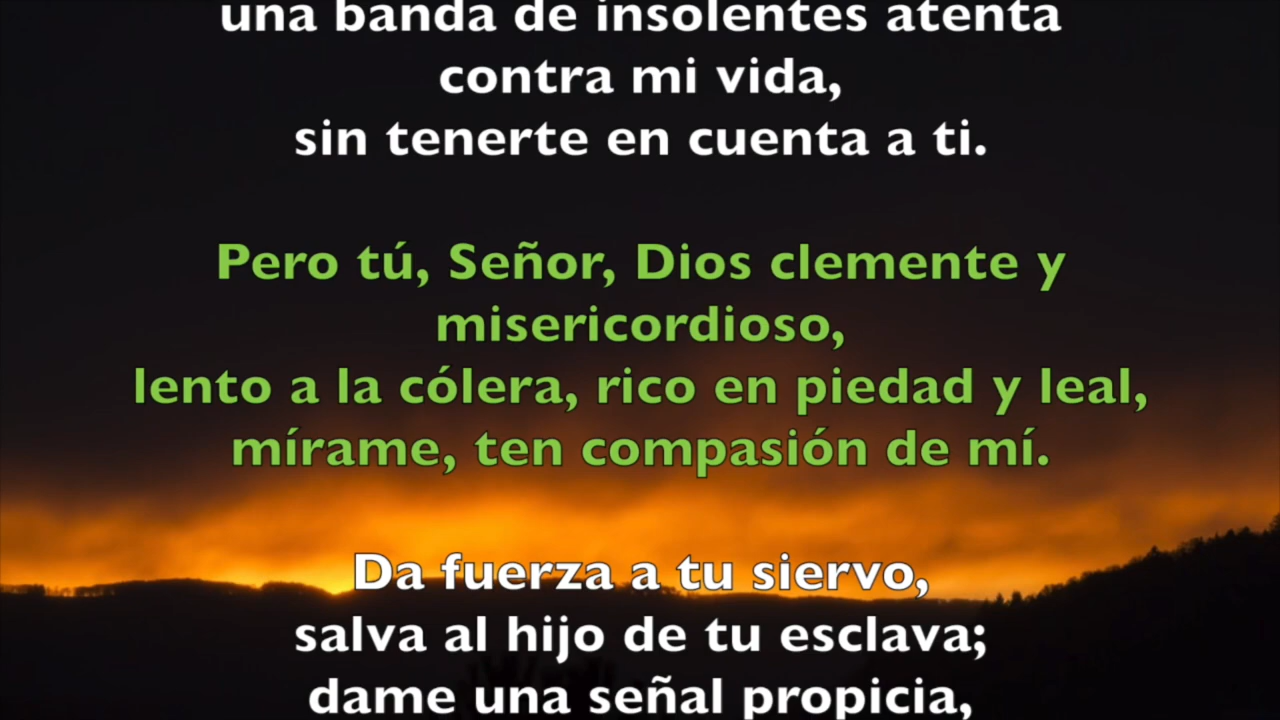 una banda de insolentes atenta
contra mi vida,
sin tenerte en cuenta a ti.
Pero tú, Señor, Dios clemente y
misericordioso,
lento a la cólera, rico en piedad y leal,
mírame, ten compasión de mí.
Da fuerza a tu siervo,
salva al hijo de tu esclava;
dame una señal propicia,